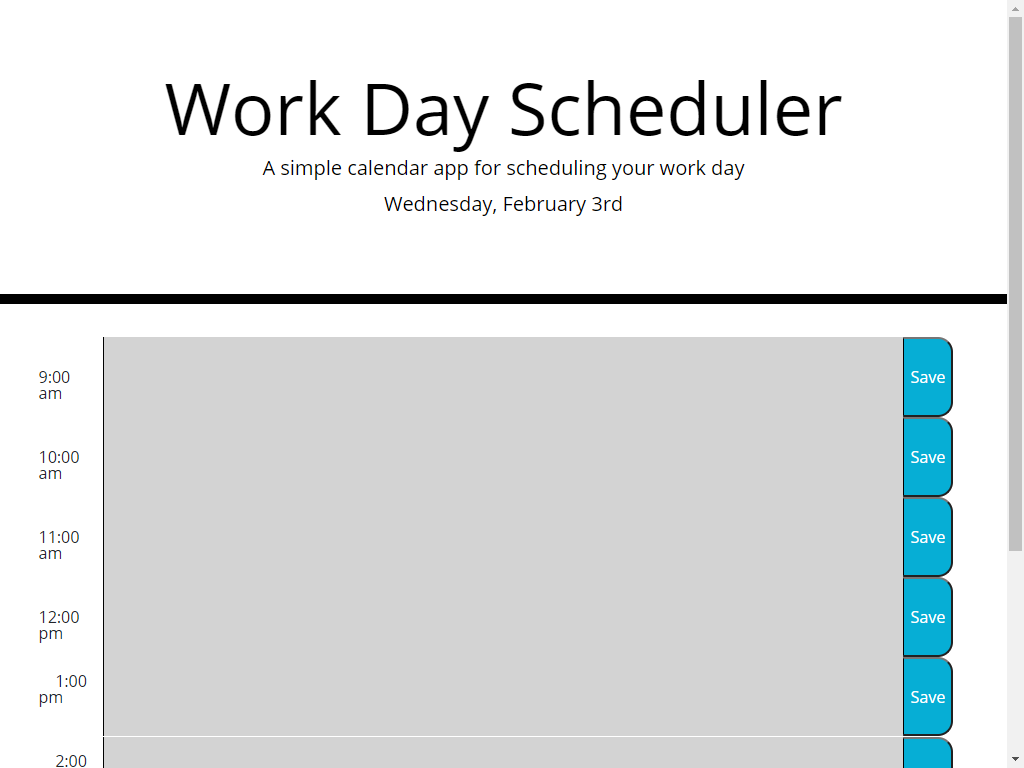 Work Day Scheduler
A simple calendar app for scheduling your work day
Wednesday, February 3rd
9:00
am
Save
10:00
am
Save
11:00
am
Save
12:00
pm
Save
1:00
pm
Save
2:00